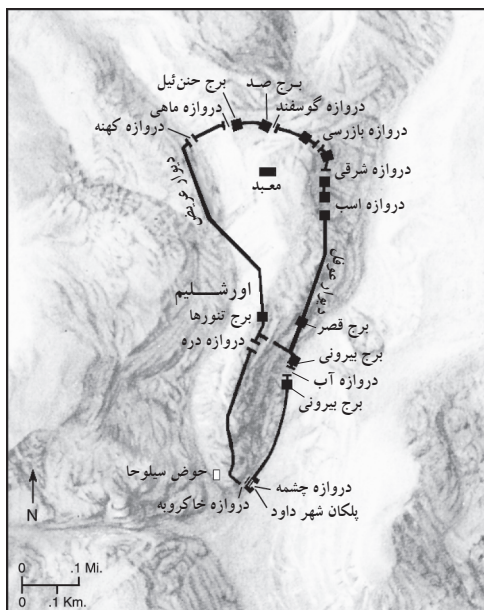 برج صد
برج حنن‌ئیل
دروازه گوسفند
دروازه ماهی
دروازه بازرسی
دروازه کهنه
دیوار عریض
دروازه شرقی
معبد
دروازه اسب
دیوار عوفل
اورشلیم
برج تنورها
برج قصر
دروازه دره
برج بیرونی
دروازه آب
برج بیرونی
حوض سیلوحا
دروازه چشمه
دروازه خاکروبه
پلکان شهر داود
N
0 .1 Mi.
0 .1 Km.